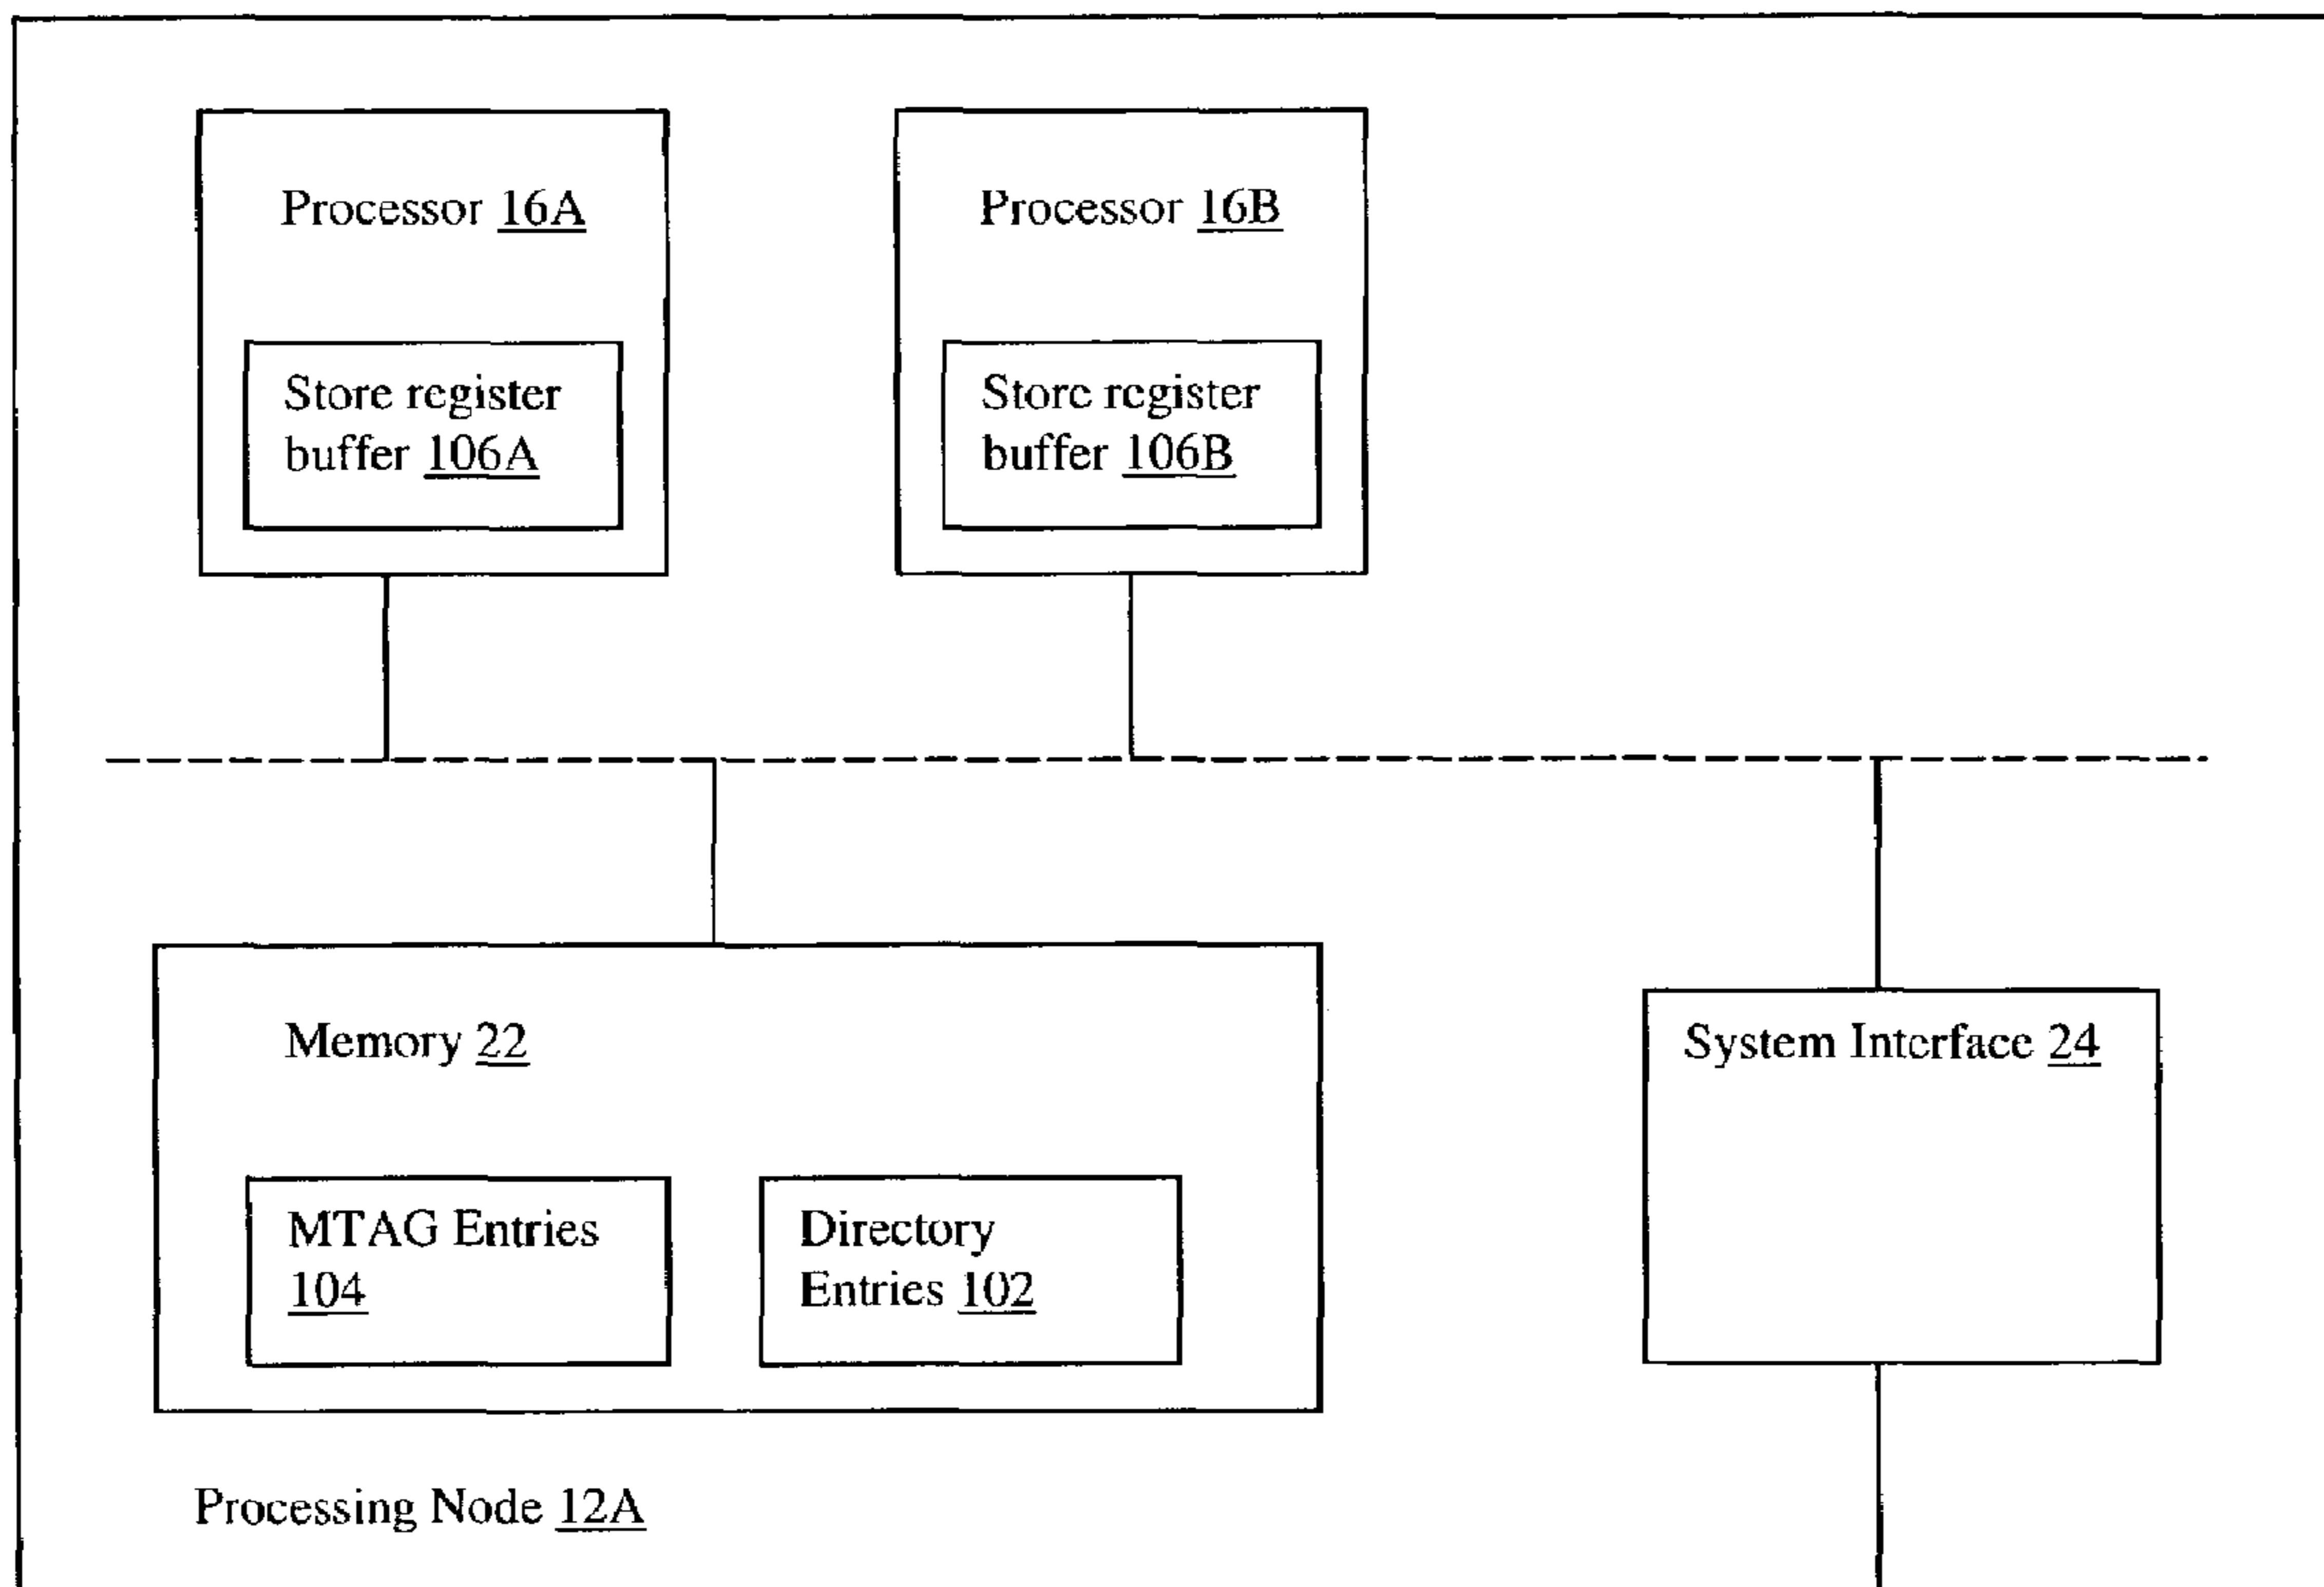 Processor 16A
Processor 16B
Store register
buffer 106A
Store register
buffer 106B
Memory 22
System Interface 24
MTAG Entries
104
Directory
Entries 102
Processing Node 12A